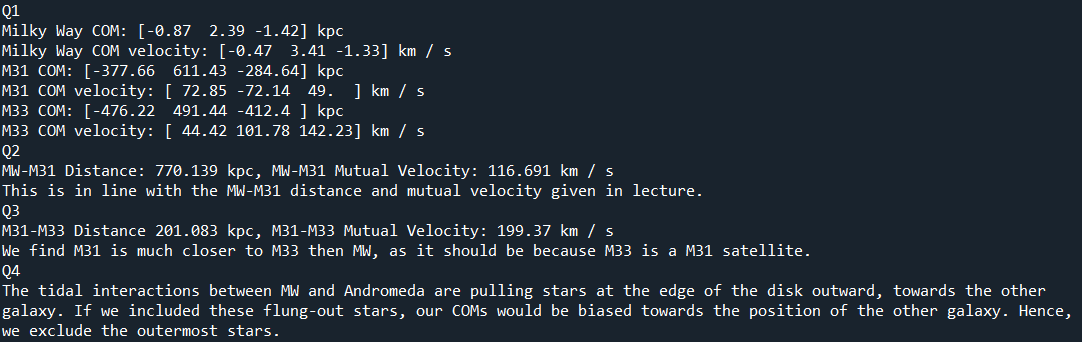 Q1
Milky Way COM: [-0.87  2.39 -1.42] kpc
Milky Way COM velocity: [-0.47  3.41 -1.33] km / s
M31 COM: [-377.66  611.43 -284.64] kpc
M31 COM velocity: [ 72.85 -72.14  49.  ] km / s
M33 COM: [-476.22  491.44 -412.4 ] kpc
M33 COM velocity: [ 44.42 101.78 142.23] km / s
Q2
MW-M31 Distance: 770.139 kpc, MW-M31 Mutual Velocity: 116.691 km / s
This is in line with the MW-M31 distance and mutual velocity given in lecture.
Q3
M31-M33 Distance 201.083 kpc, M31-M33 Mutual Velocity: 199.37 km / s
We find M31 is much closer to M33 then MW, as it should be because M33 is a M31 satellite.
Q4
The tidal interactions between MW and Andromeda are pulling stars at the edge of the disk outward, towards the other
galaxy. If we included these flung-out stars, our COMs would be biased towards the position of the other galaxy. Hence,
we exclude the outermost stars.